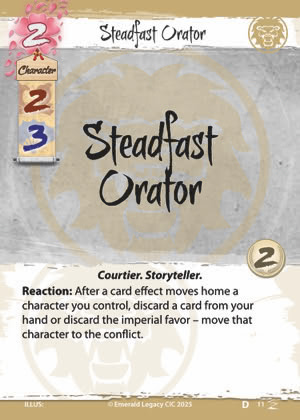 2
Steadfast Orator
Character
2
3
Steadfast
Orator
2
Courtier. Storyteller.
Reaction: After a card effect moves home a
character you control, discard a card from your
hand or discard the imperial favor – move that
character to the conflict.
ILLUS:
© Emerald Legacy CIC 2025
D
11